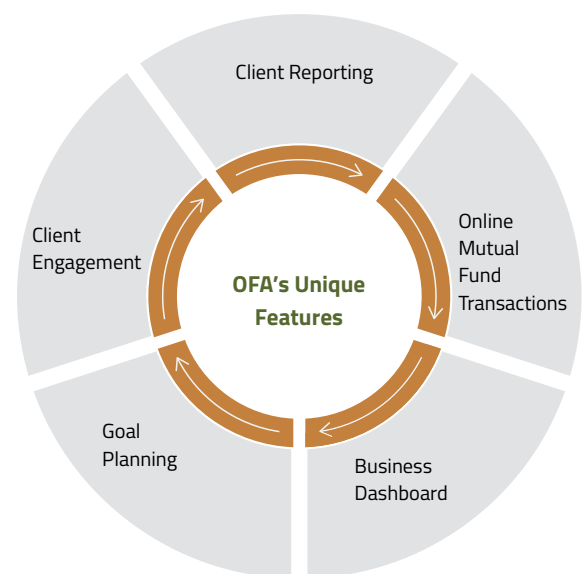 Client Reporting
Online
Mutual
Fund
Transactions
Business
Dashboard
Goal
Planning
Client
Engagement
OFA's Unique
Features